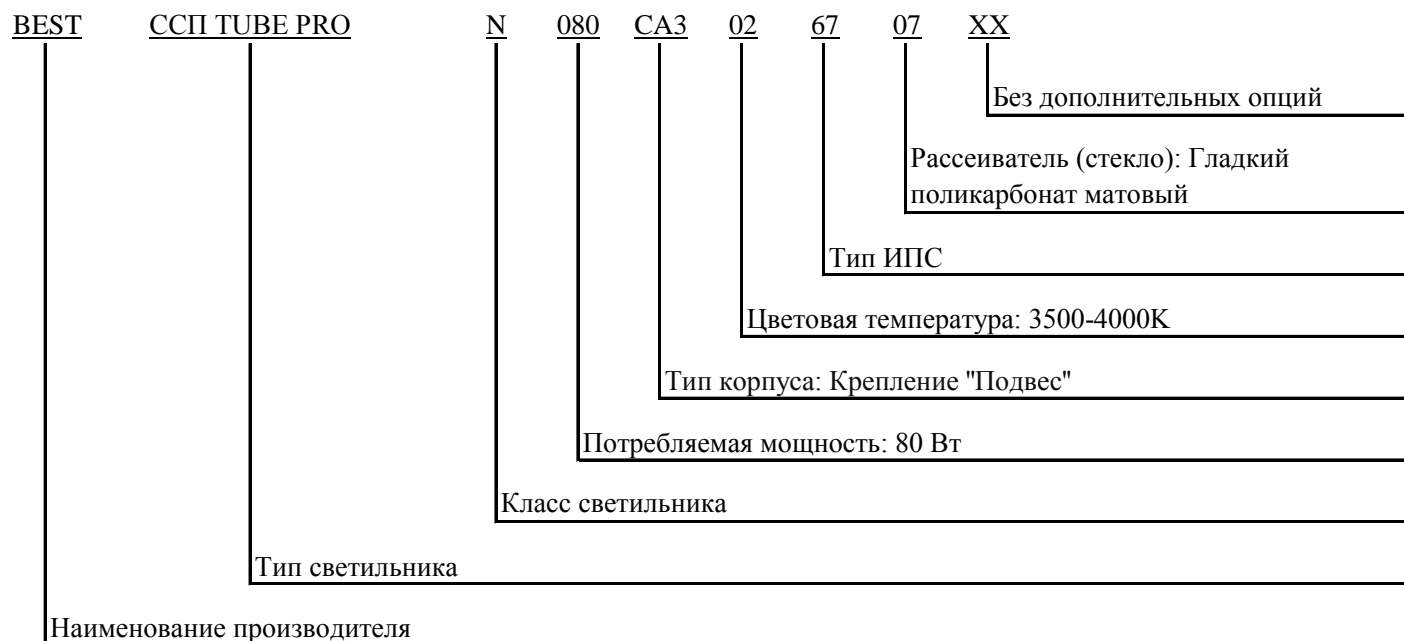 BEST ССП TUBE PRO N 080 CA3 02 67 07 XX
Без дополнительных опций
Рассеиватель (стекло): Гладкий
поликарбонат матовый
Тип ИПС
Цветовая температура: 3500-4000К
Тип корпуса: Крепление "Подвес"
Потребляемая мощность: 80 Вт
Класс светильника
Тип светильника
Наименование производителя